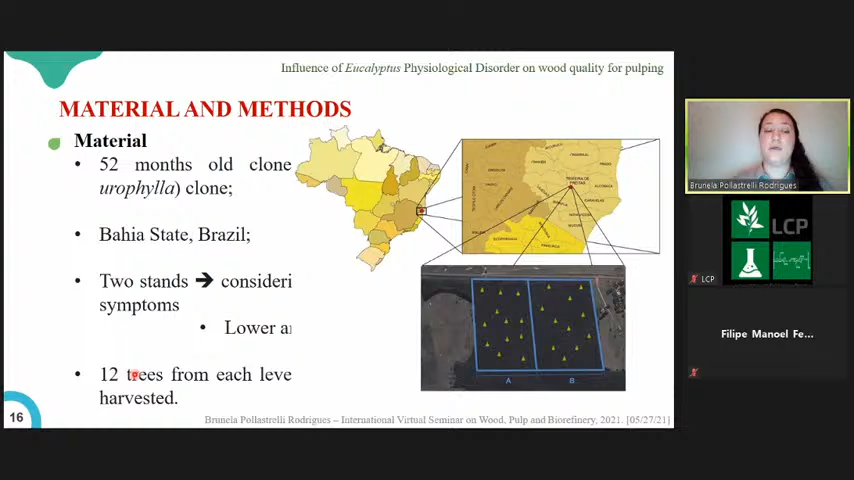 Influence of Eucalyptus Physiological Disorder on wood quality for pulping
MATERIAL AND METHODS
Material
• 52 months old clone
urophylla) clone;
• Bahia State, Brazil;
• Two stands ➔ consideri
symptoms
• Lower a
• 12 trees from each leve
harvested.
A
B
16
Brunela Pollastrelli Rodrigues – International Virtual Seminar on Wood, Pulp and Biorefinery, 2021. [05/27/21]
Brunela Pollastrelli Rodrigues
LCP
LCP
Filipe Manoel Fe...